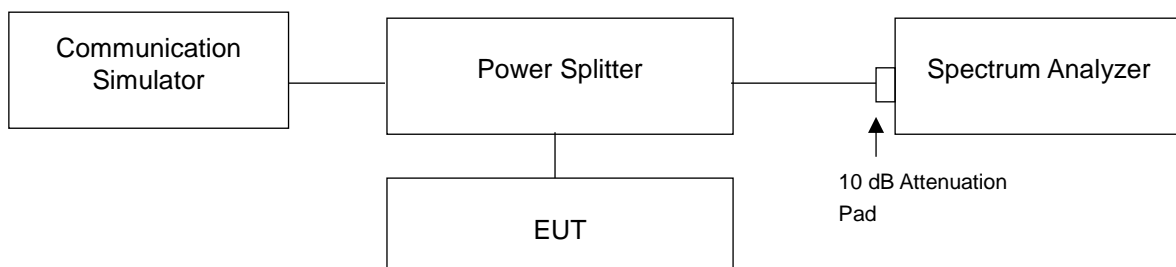 Communication
Simulator
Power Splitter
Spectrum Analyzer
10 dB Attenuation
Pad
EUT